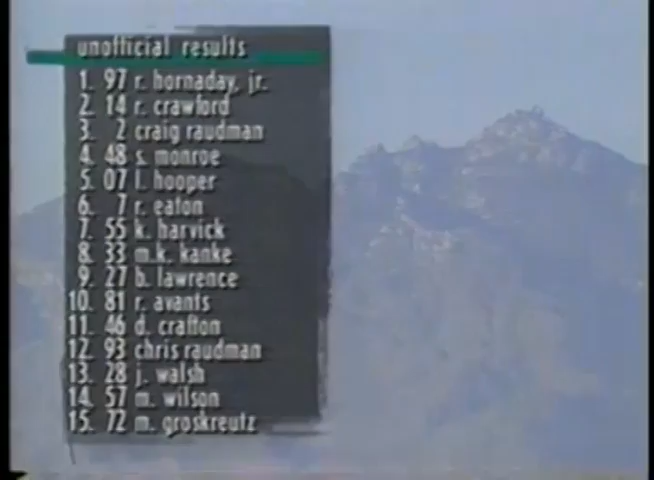 unofficial results
1. 97 r. hornaday, jr.
2. 14 r. crawford
3. 2 craig raudman
4. 48 s. monroe
5. 07 l. hooper
6. 7 r. eaton
7. 55 k. harvick
8. 33 m.k. kanke
9. 27 b. lawrence
10. 81 r. avants
11. 46 d. crafton
12. 93 chris raudman
13. 28 j. walsh
14. 57 m. wilson
15. 72 m. groskreutz